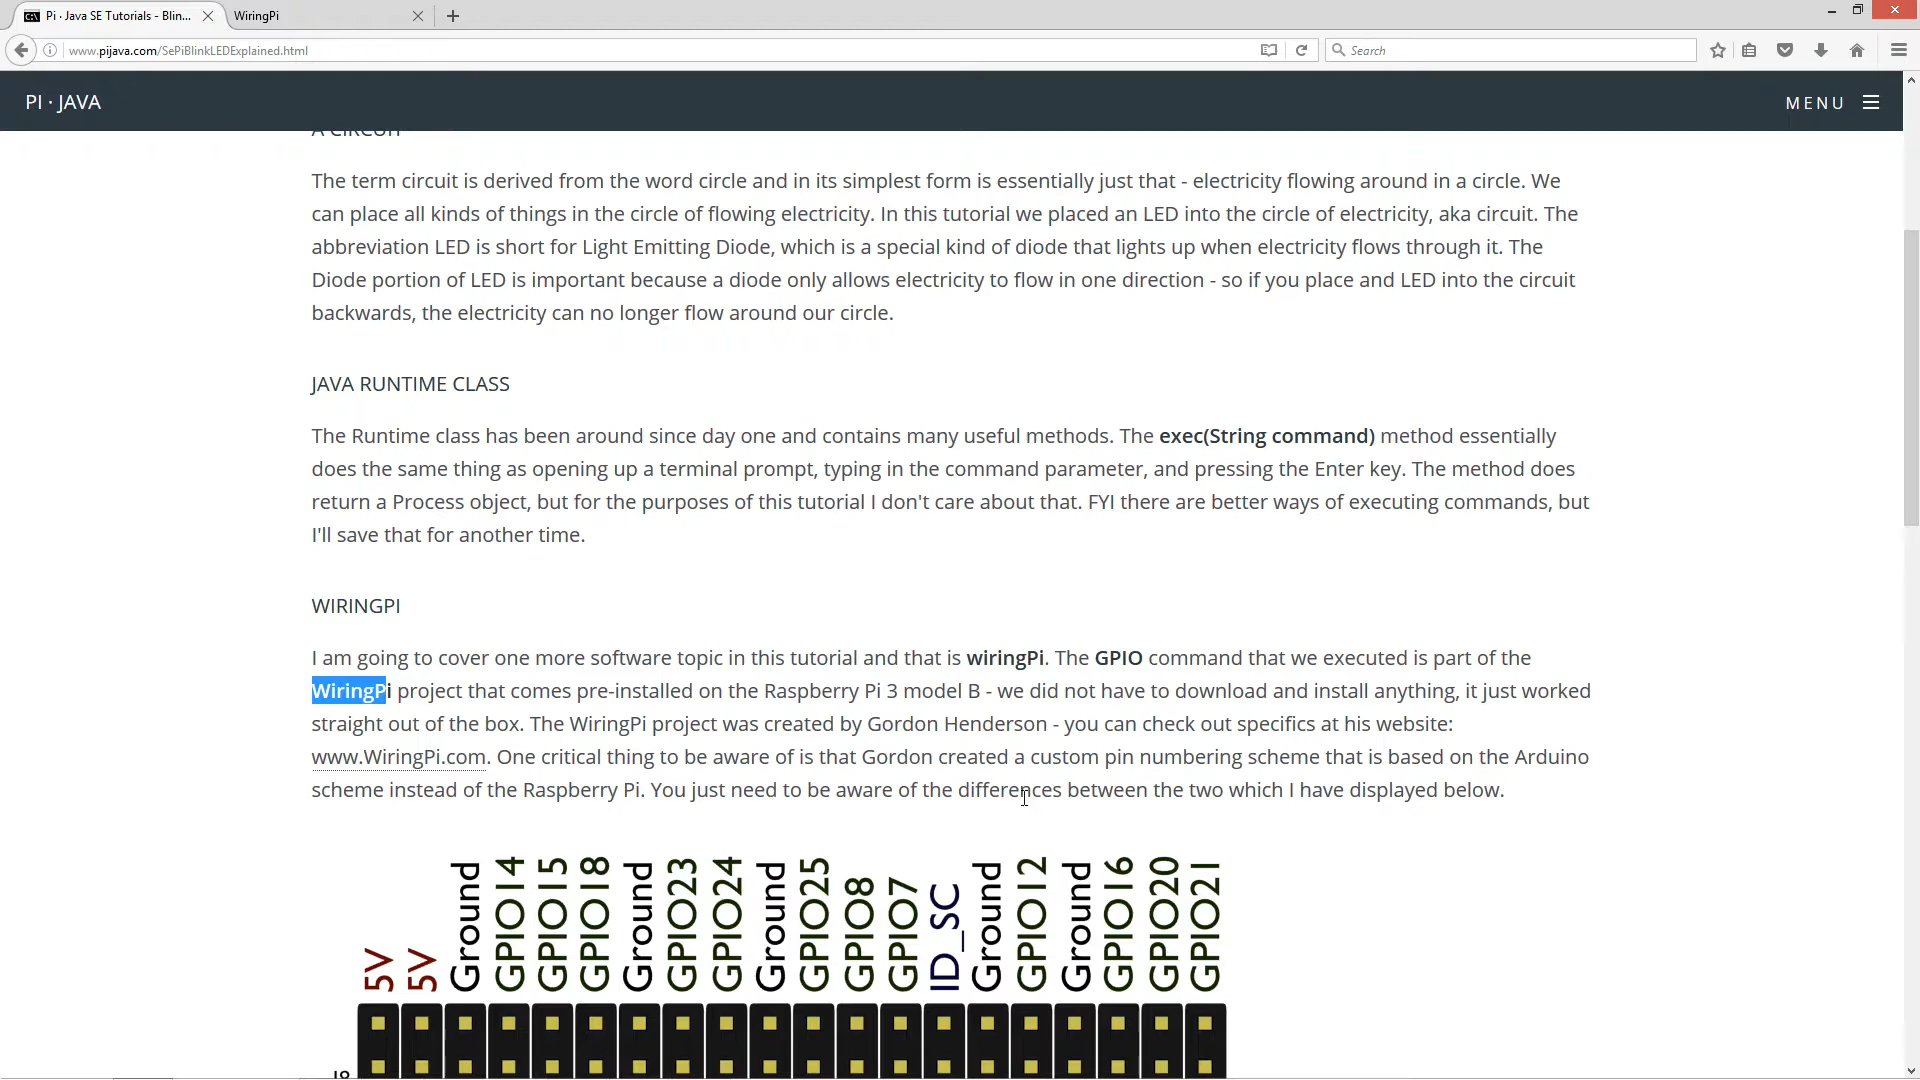 Pi · Java SE Tutorials - Blin...
WiringPi
www.pijava.com/SePiBlinkLEDExplained.html
Search
PI · JAVA
MENU
A CIRCUIT
The term circuit is derived from the word circle and in its simplest form is essentially just that - electricity flowing around in a circle. We
can place all kinds of things in the circle of flowing electricity. In this tutorial we placed an LED into the circle of electricity, aka circuit. The
abbreviation LED is short for Light Emitting Diode, which is a special kind of diode that lights up when electricity flows through it. The
Diode portion of LED is important because a diode only allows electricity to flow in one direction - so if you place and LED into the circuit
backwards, the electricity can no longer flow around our circle.
JAVA RUNTIME CLASS
The Runtime class has been around since day one and contains many useful methods. The exec(String command) method essentially
does the same thing as opening up a terminal prompt, typing in the command parameter, and pressing the Enter key. The method does
return a Process object, but for the purposes of this tutorial I don't care about that. FYI there are better ways of executing commands, but
I'll save that for another time.
WIRINGPI
I am going to cover one more software topic in this tutorial and that is wiringPi. The GPIO command that we executed is part of the
WiringPi project that comes pre-installed on the Raspberry Pi 3 model B - we did not have to download and install anything, it just worked
straight out of the box. The WiringPi project was created by Gordon Henderson - you can check out specifics at his website:
www.WiringPi.com. One critical thing to be aware of is that Gordon created a custom pin numbering scheme that is based on the Arduino
scheme instead of the Raspberry Pi. You just need to be aware of the differences between the two which I have displayed below.
5V
5V
Ground
GPIO14
GPIO15
GPIO18
Ground
GPIO23
GPIO24
Ground
GPIO25
GPIO8
GPIO7
ID_SC
Ground
GPIO12
Ground
GPIO16
GPIO20
GPIO21
J8